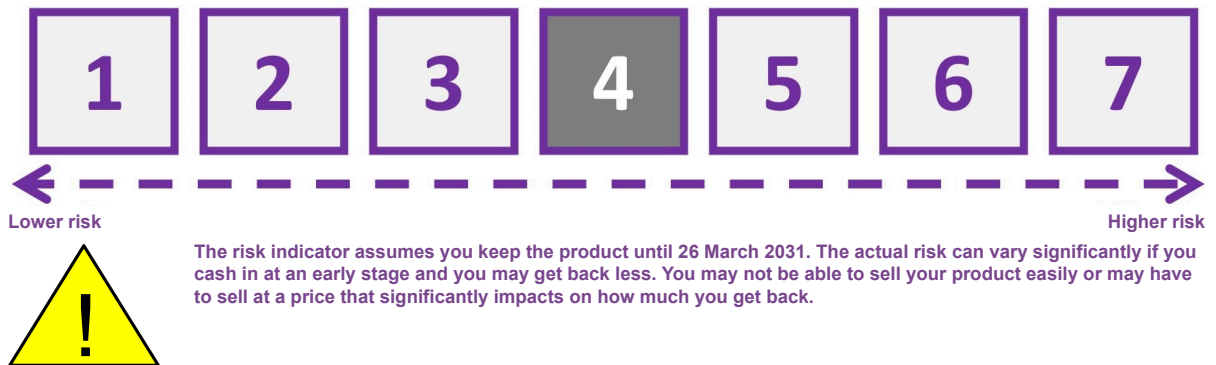 1 2 3 4 5 6 7
Lower risk Higher risk
The risk indicator assumes you keep the product until 26 March 2031. The actual risk can vary significantly if you
cash in at an early stage and you may get back less. You may not be able to sell your product easily or may have
to sell at a price that significantly impacts on how much you get back.
!